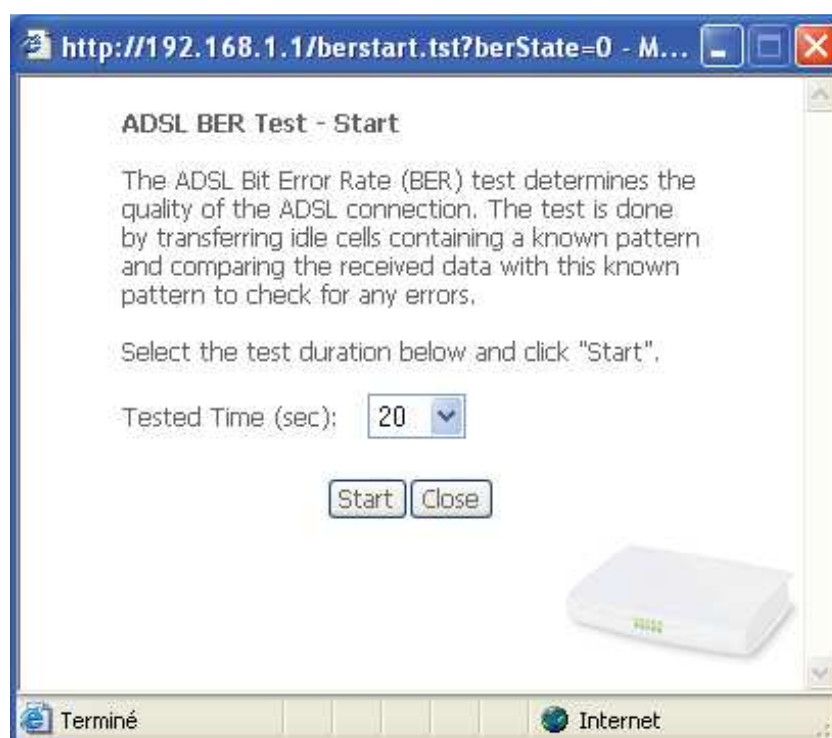 http://192.168.1.1/berstart.tst?berState=0 - M...
ADSL BER Test - Start
The ADSL Bit Error Rate (BER) test determines the
quality of the ADSL connection. The test is done
by transferring idle cells containing a known pattern
and comparing the received data with this known
pattern to check for any errors.
Select the test duration below and click "Start".
Tested Time (sec): 20
Start Close
Terminé Internet